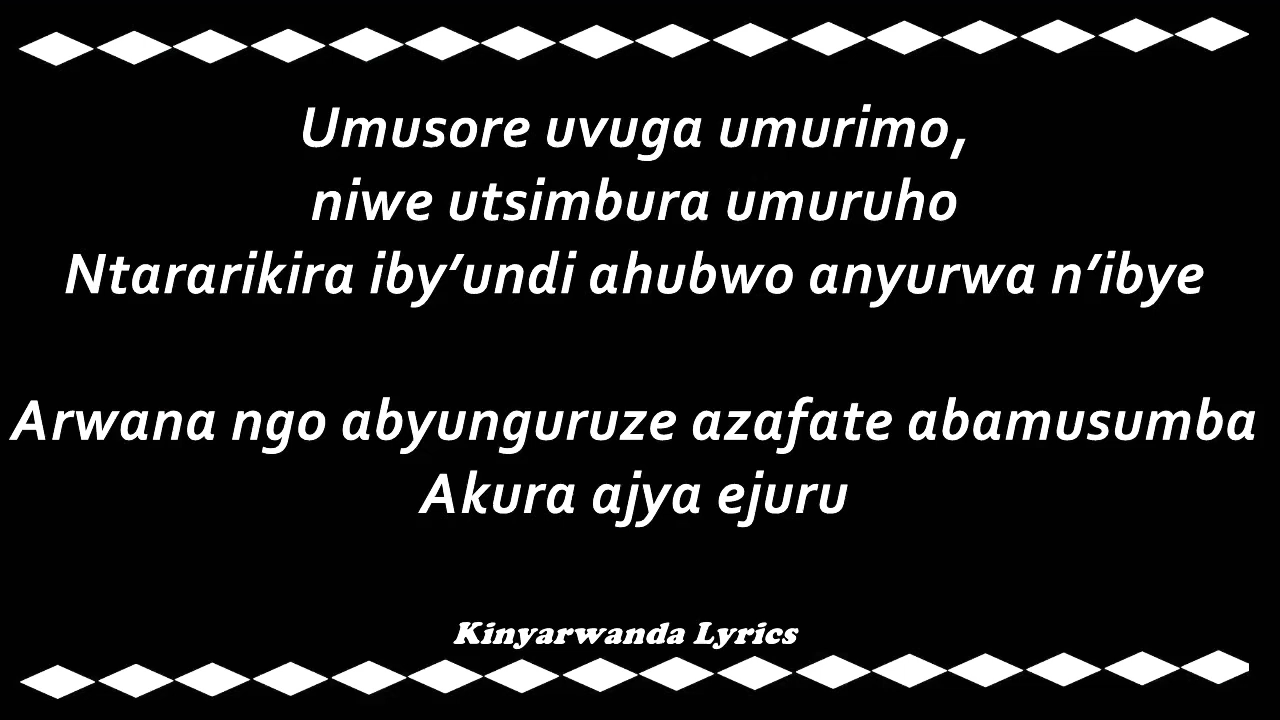 Umusore uvuga umurimo,
niwe utsimbura umuruho
Ntararikira iby’undi ahubwo anyurwa n’ibye
Arwana ngo abyunguruze azafate abamusumba
Akura ajya ejuru
Kinyarwanda Lyrics